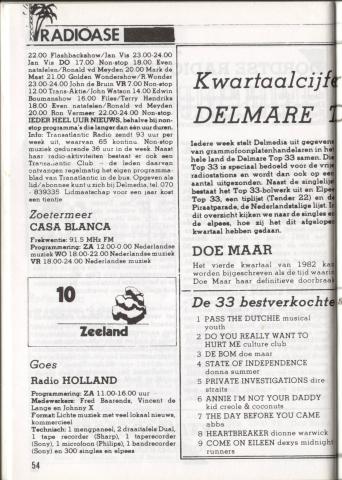 RADIOASE
22.00 Flashbackshow/Jan Vis 23.00-24.00
Jan Vis DO 17.00 Non-stop 18.00 Even
natafelen/Ronald vd Meyden 20.00 Mark de
Mast 21.00 Golden Wondershow/R.Wonder
23.00-24.00 John de Bruin VR 7.00 Non-stop
12.00 Trans-Aktie/John Watson 14.00 Edwin
Boumanshow 16.00 Files/Terry Hendriks
18.00 Even natafelen/Ronald vd Meyden
20.00 Ron Vermeer 22.00-24.00 Non-stop.
IEDER HEEL UUR NIEUWS, behalve bij non-
stop programma's die langer dan één uur duren.
Info: Transatlantic Radio zendt 93 uur per
week uit, waarvan 65 kontinu. Non-stop
muziek gedurende 36 uur in de week. Naast
haar radio-aktiviteiten bestaat er ook een
Transatlantic Club - de leden daarvan
ontvangen regelmatig het eigen programma-
blad van Transatlantic in de bus. Opgeven als
lid/abonnee kunt u zich bij Delmedia, tel. 070
- 839335 Lidmaatschap voor een jaar kost
een tientje
Zoetermeer
CASA BLANCA
Frekwentie: 91.5 MHz FM
Programmering: ZA 12.00-0.00 Nederlandse
muziek WO 18.00-22.00 Nederlandse muziek
VR 18.00-24.00 Nederlandse muziek
10
Zeeland
Goes
Radio HOLLAND
Programmering: ZA 11.00-16.00 uur
Medewerkers: Fred Baarends, Vincent de
Lange en Johnny X
Format Lichte muziek met veel lokaal nieuws,
kommercieel
Technisch: 1 mengpaneel, 2 draaitafels Dual,
1 tape recorder (Sharp), 1 taperecorder
(Sony), 1 microfoon (Philips), 1 bandrecorder
(Sony) en 300 singles en elpees
54
Kwartaalcijfe
DELMARE T
Iedere week stelt Delmedia uit gegevens
van grammofoonplatenhandelaren in het
hele land de Delmare Top 33 samen. Die
Top 33 is speciaal bedoeld voor de vrije
radiostations en wordt dan ook op een
aantal uitgezonden. Naast de singlelijst
bestaat het Top 33-bolwerk uit en Elpee
Top 33, een tiplijst (Tender 22) en de
Piraatparade, de Nederlandstalige lijst. In
dit overzicht kijken we naar de singles en
de elpees, hoe zij het dit afgelopen
kwartaal hebben gedaan.
DOE MAAR
Het vierde kwartaal van 1982 kan
worden bijgeschreven als de tijd waarin
Doe Maar haar definitieve doorbraak
De 33 bestverkochte
1 PASS THE DUTCHIE musical
youth
2 DO YOU REALLY WANT TO
HURT ME culture club
3 DE BOM doe maar
4 STATE OF INDEPENDENCE
donna summer
5 PRIVATE INVESTIGATIONS dire
straits
6 ANNIE I'M NOT YOUR DADDY
kid creole & coconuts
7 THE DAY BEFORE YOU CAME
abba
8 HEARTBREAKER dionne warwick
9 COME ON EILEEN dexys midnight
runners